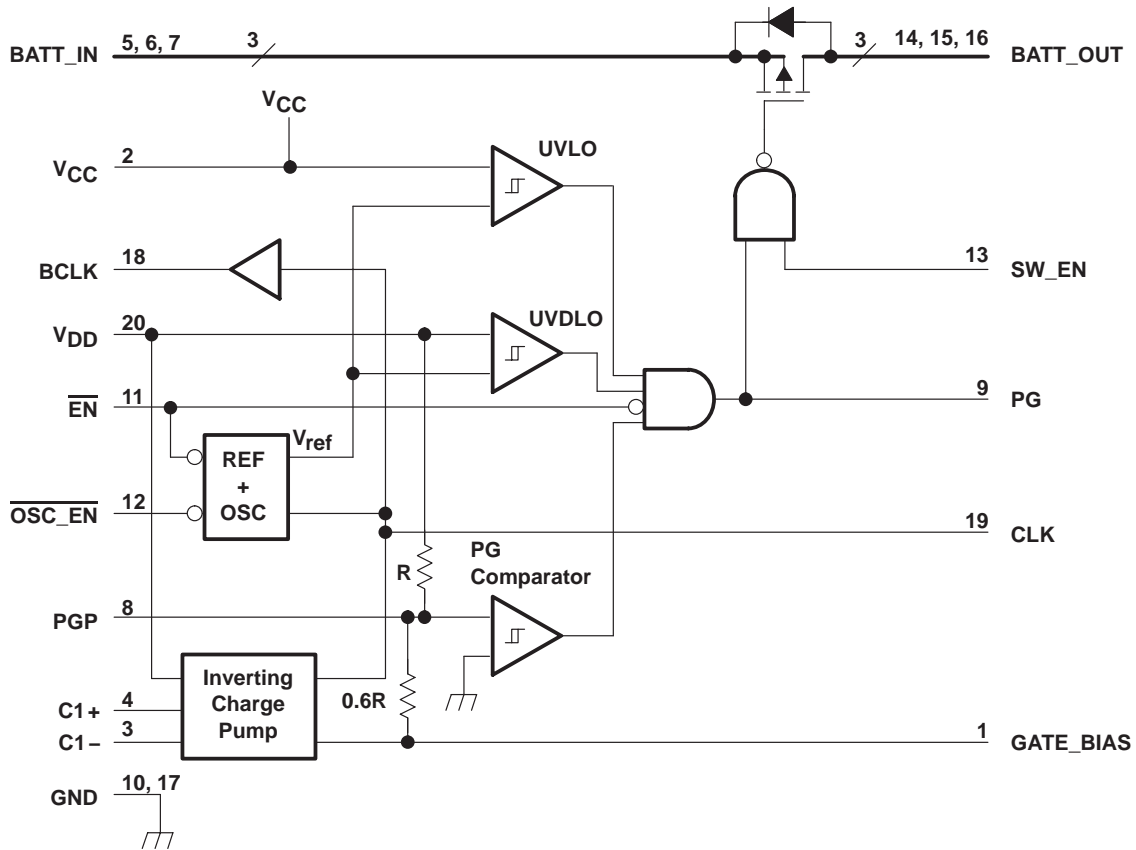 BATT_IN
5, 6, 7
3
3
14, 15, 16
BATT_OUT
VCC
VCC
2
UVLO
BCLK
18
13
SW_EN
VDD
20
UVDLO
EN
11
9
PG
Vref
REF
+
OSC
OSC_EN
12
19
CLK
R
PG
Comparator
PGP
8
Inverting
Charge
Pump
0.6R
C1+
4
C1–
3
1
GATE_BIAS
GND
10, 17